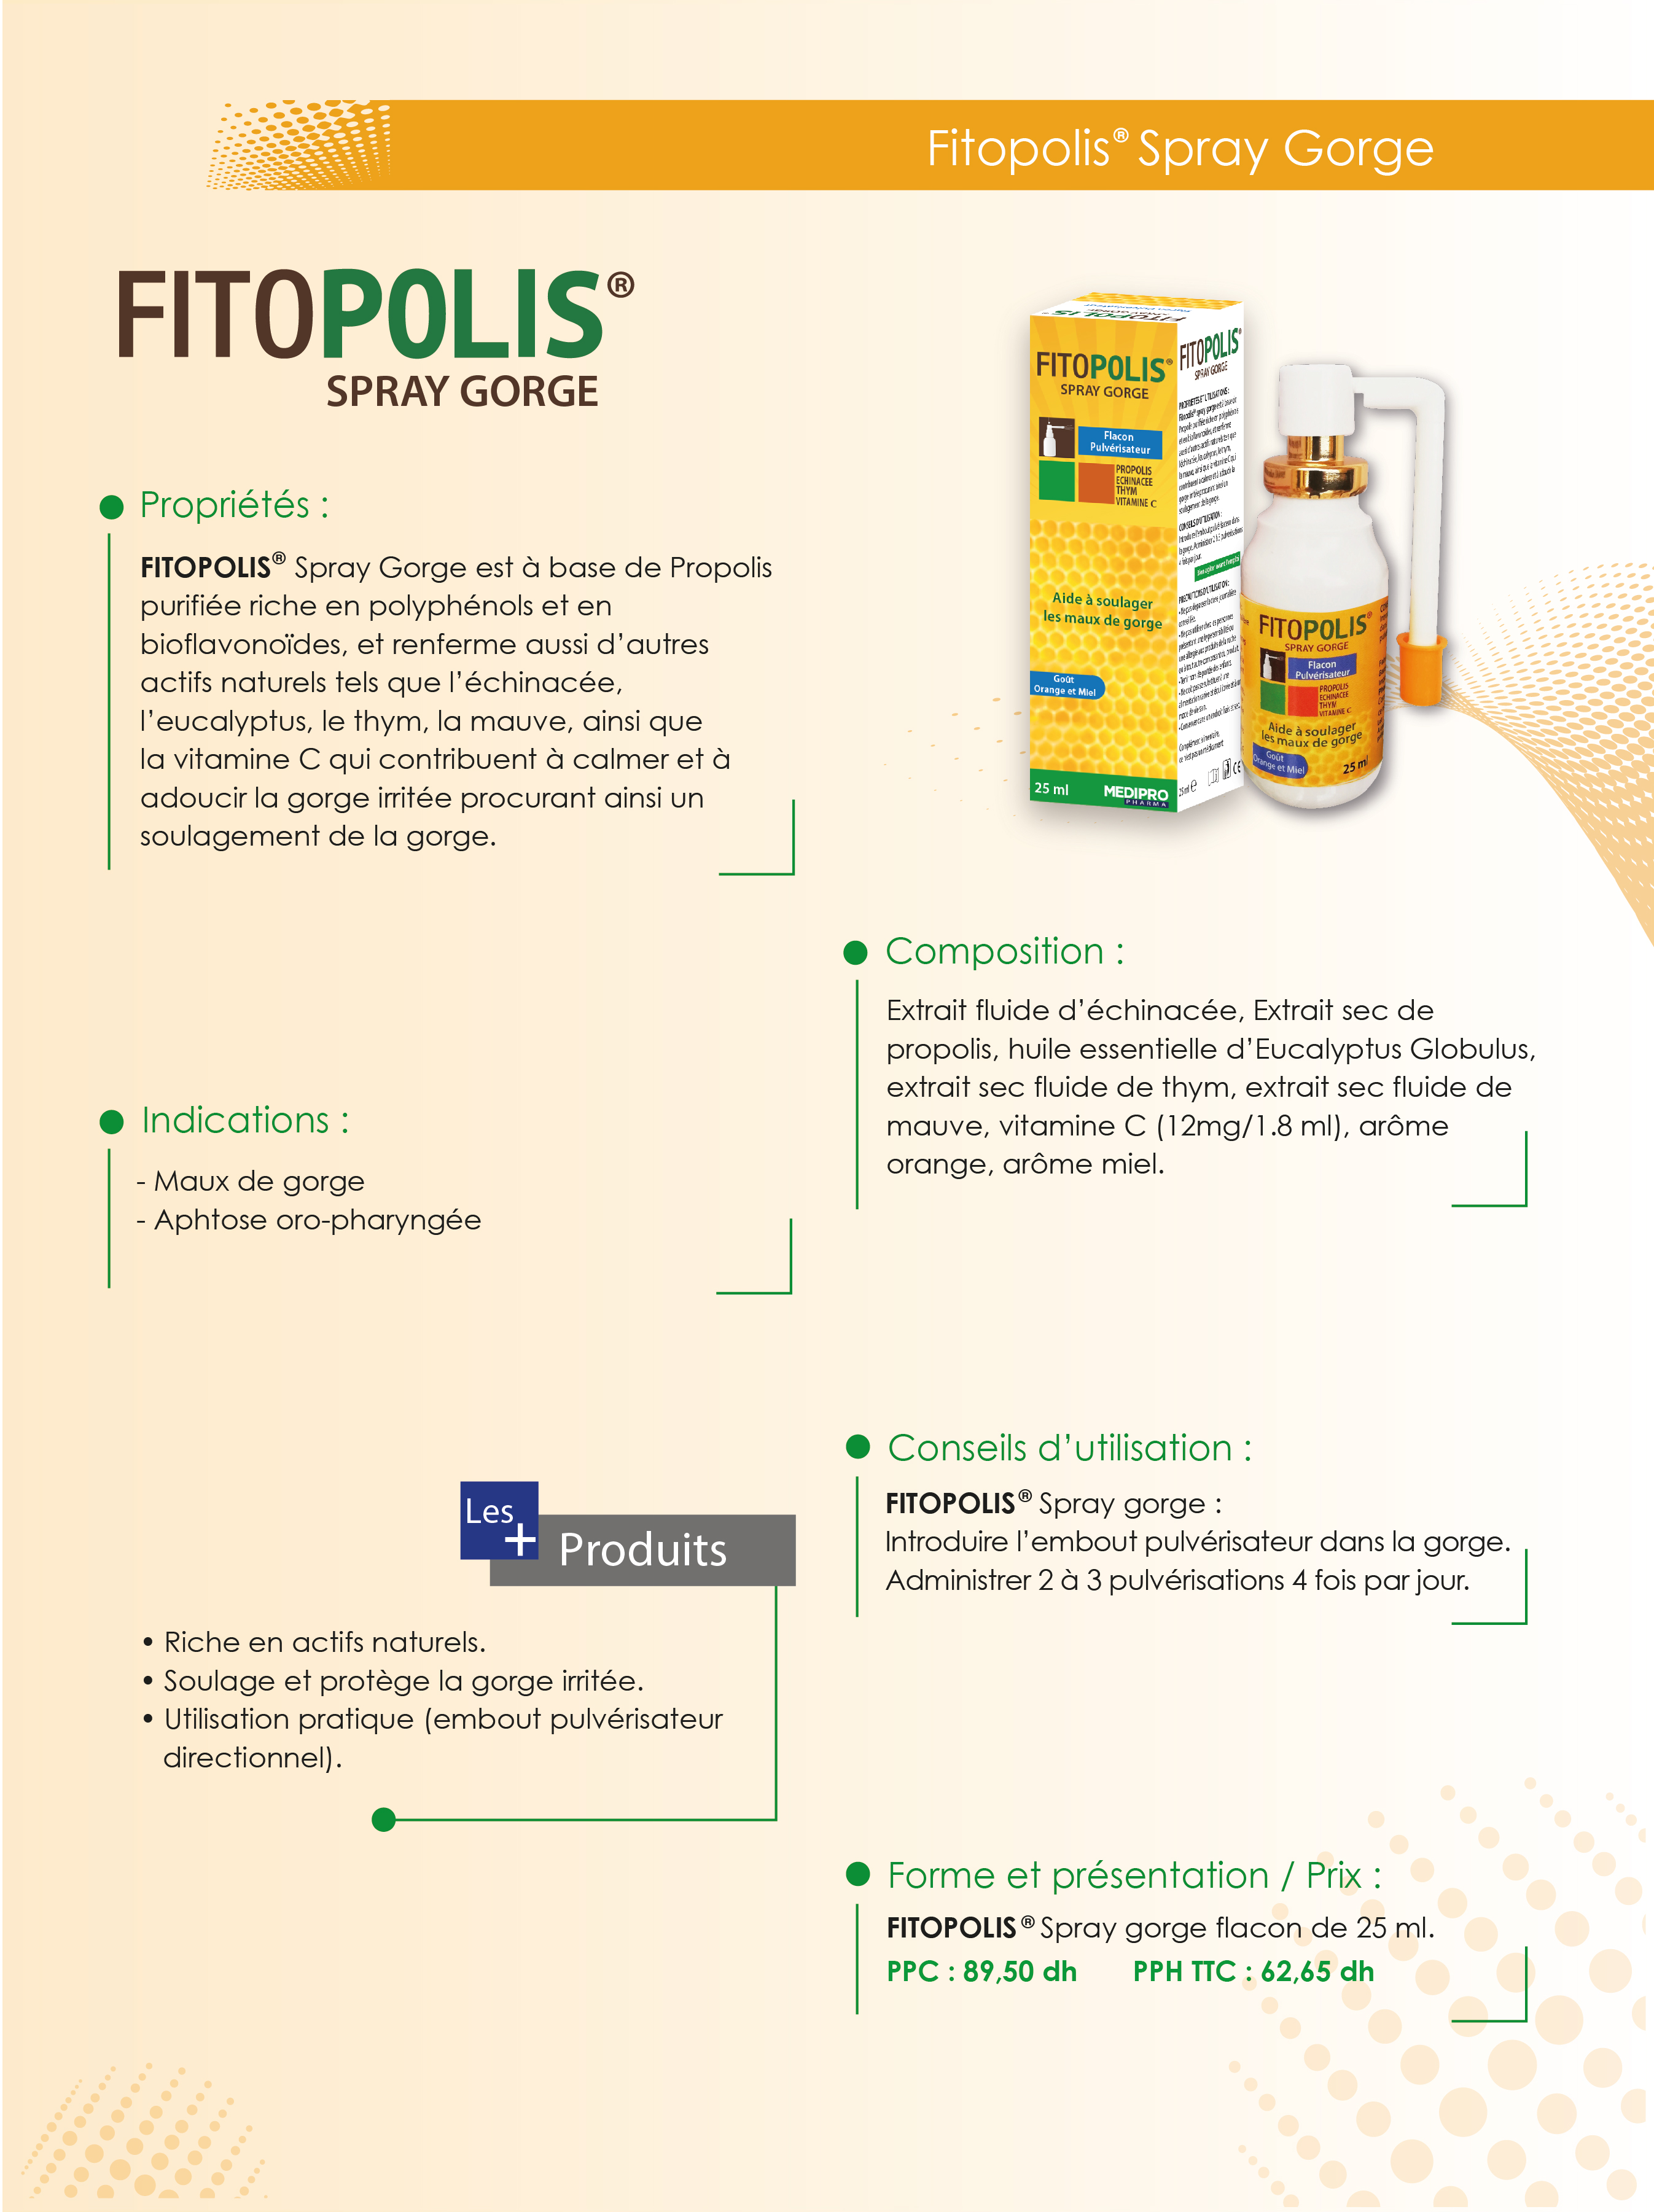 Fitopolis® Spray Gorge
FITOPOLIS®
SPRAY GORGE
Propriétés :
FITOPOLIS® Spray Gorge est à base de Propolis
purifiée riche en polyphénols et en
bioflavonoïdes, et renferme aussi d’autres
actifs naturels tels que l’échinacée,
l’eucalyptus, le thym, la mauve, ainsi que
la vitamine C qui contribuent à calmer et à
adoucir la gorge irritée procurant ainsi un
soulagement de la gorge.
Indications :
- Maux de gorge
- Aphtose oro-pharyngée
Les +
Produits
• Riche en actifs naturels.
• Soulage et protège la gorge irritée.
• Utilisation pratique (embout pulvérisateur
directionnel).
FITOPOLIS®
SPRAY GORGE
Flacon
Pulvérisateur
PROPOLIS
ECHINACEE
THYM
VITAMINE C
Aide à soulager
les maux de gorge
Goût
Orange et Miel
25 ml
MEDIPRO
PHARMA
FITOPOLIS®
SPRAY GORGE
FITOPOLIS®
SPRAY GORGE
Flacon
Pulvérisateur
PROPOLIS
ECHINACEE
THYM
VITAMINE C
Aide à soulager
les maux de gorge
Goût
Orange et Miel
25 ml
Composition :
Extrait fluide d’échinacée, Extrait sec de
propolis, huile essentielle d’Eucalyptus Globulus,
extrait sec fluide de thym, extrait sec fluide de
mauve, vitamine C (12mg/1.8 ml), arôme
orange, arôme miel.
Conseils d’utilisation :
FITOPOLIS® Spray gorge :
Introduire l’embout pulvérisateur dans la gorge.
Administrer 2 à 3 pulvérisations 4 fois par jour.
Forme et présentation / Prix :
FITOPOLIS® Spray gorge flacon de 25 ml.
PPC : 89,50 dh PPH TTC : 62,65 dh